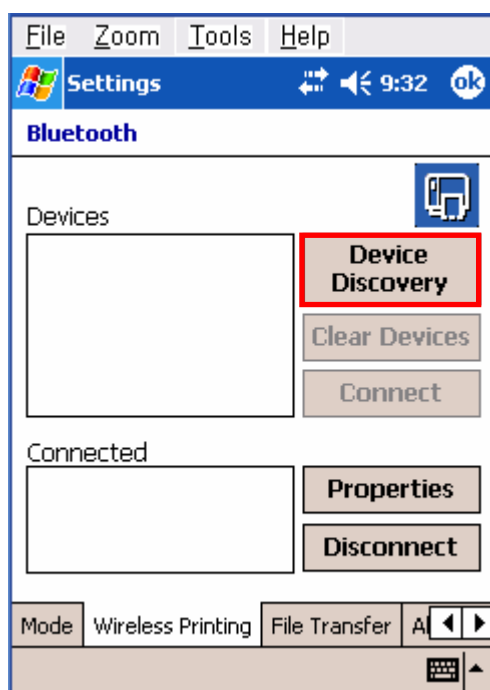 File Zoom Tools Help
Settings 9:32 ok
Bluetooth
Devices
Device
Discovery
Clear Devices
Connect
Connected
Properties
Disconnect
Mode Wireless Printing File Transfer